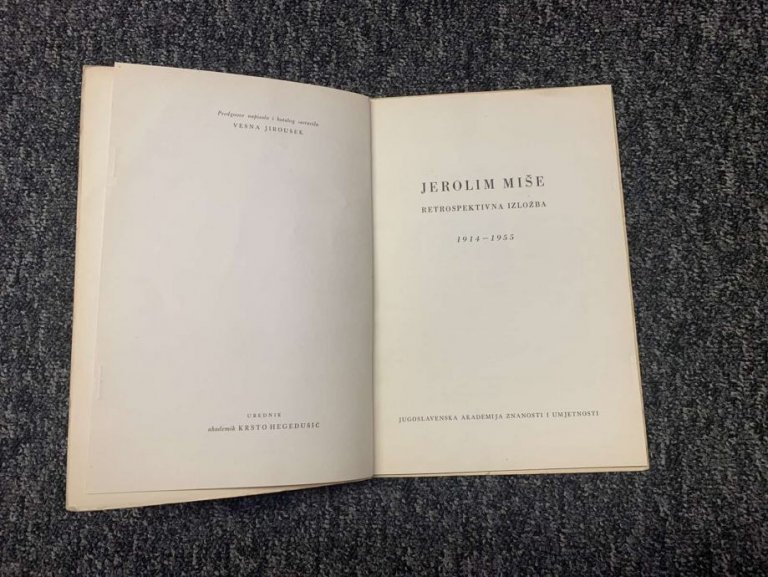 Predgovor napisala i katalog sastavila
VESNA JIROUSEK
UREDNIK
akademik KRSTO HEGEDUŠIĆ
JEROLIM MIŠE
RETROSPEKTIVNA IZLOŽBA
1914—1955
JUGOSLAVENSKA AKADEMIJA ZNANOSTI I UMJETNOSTI